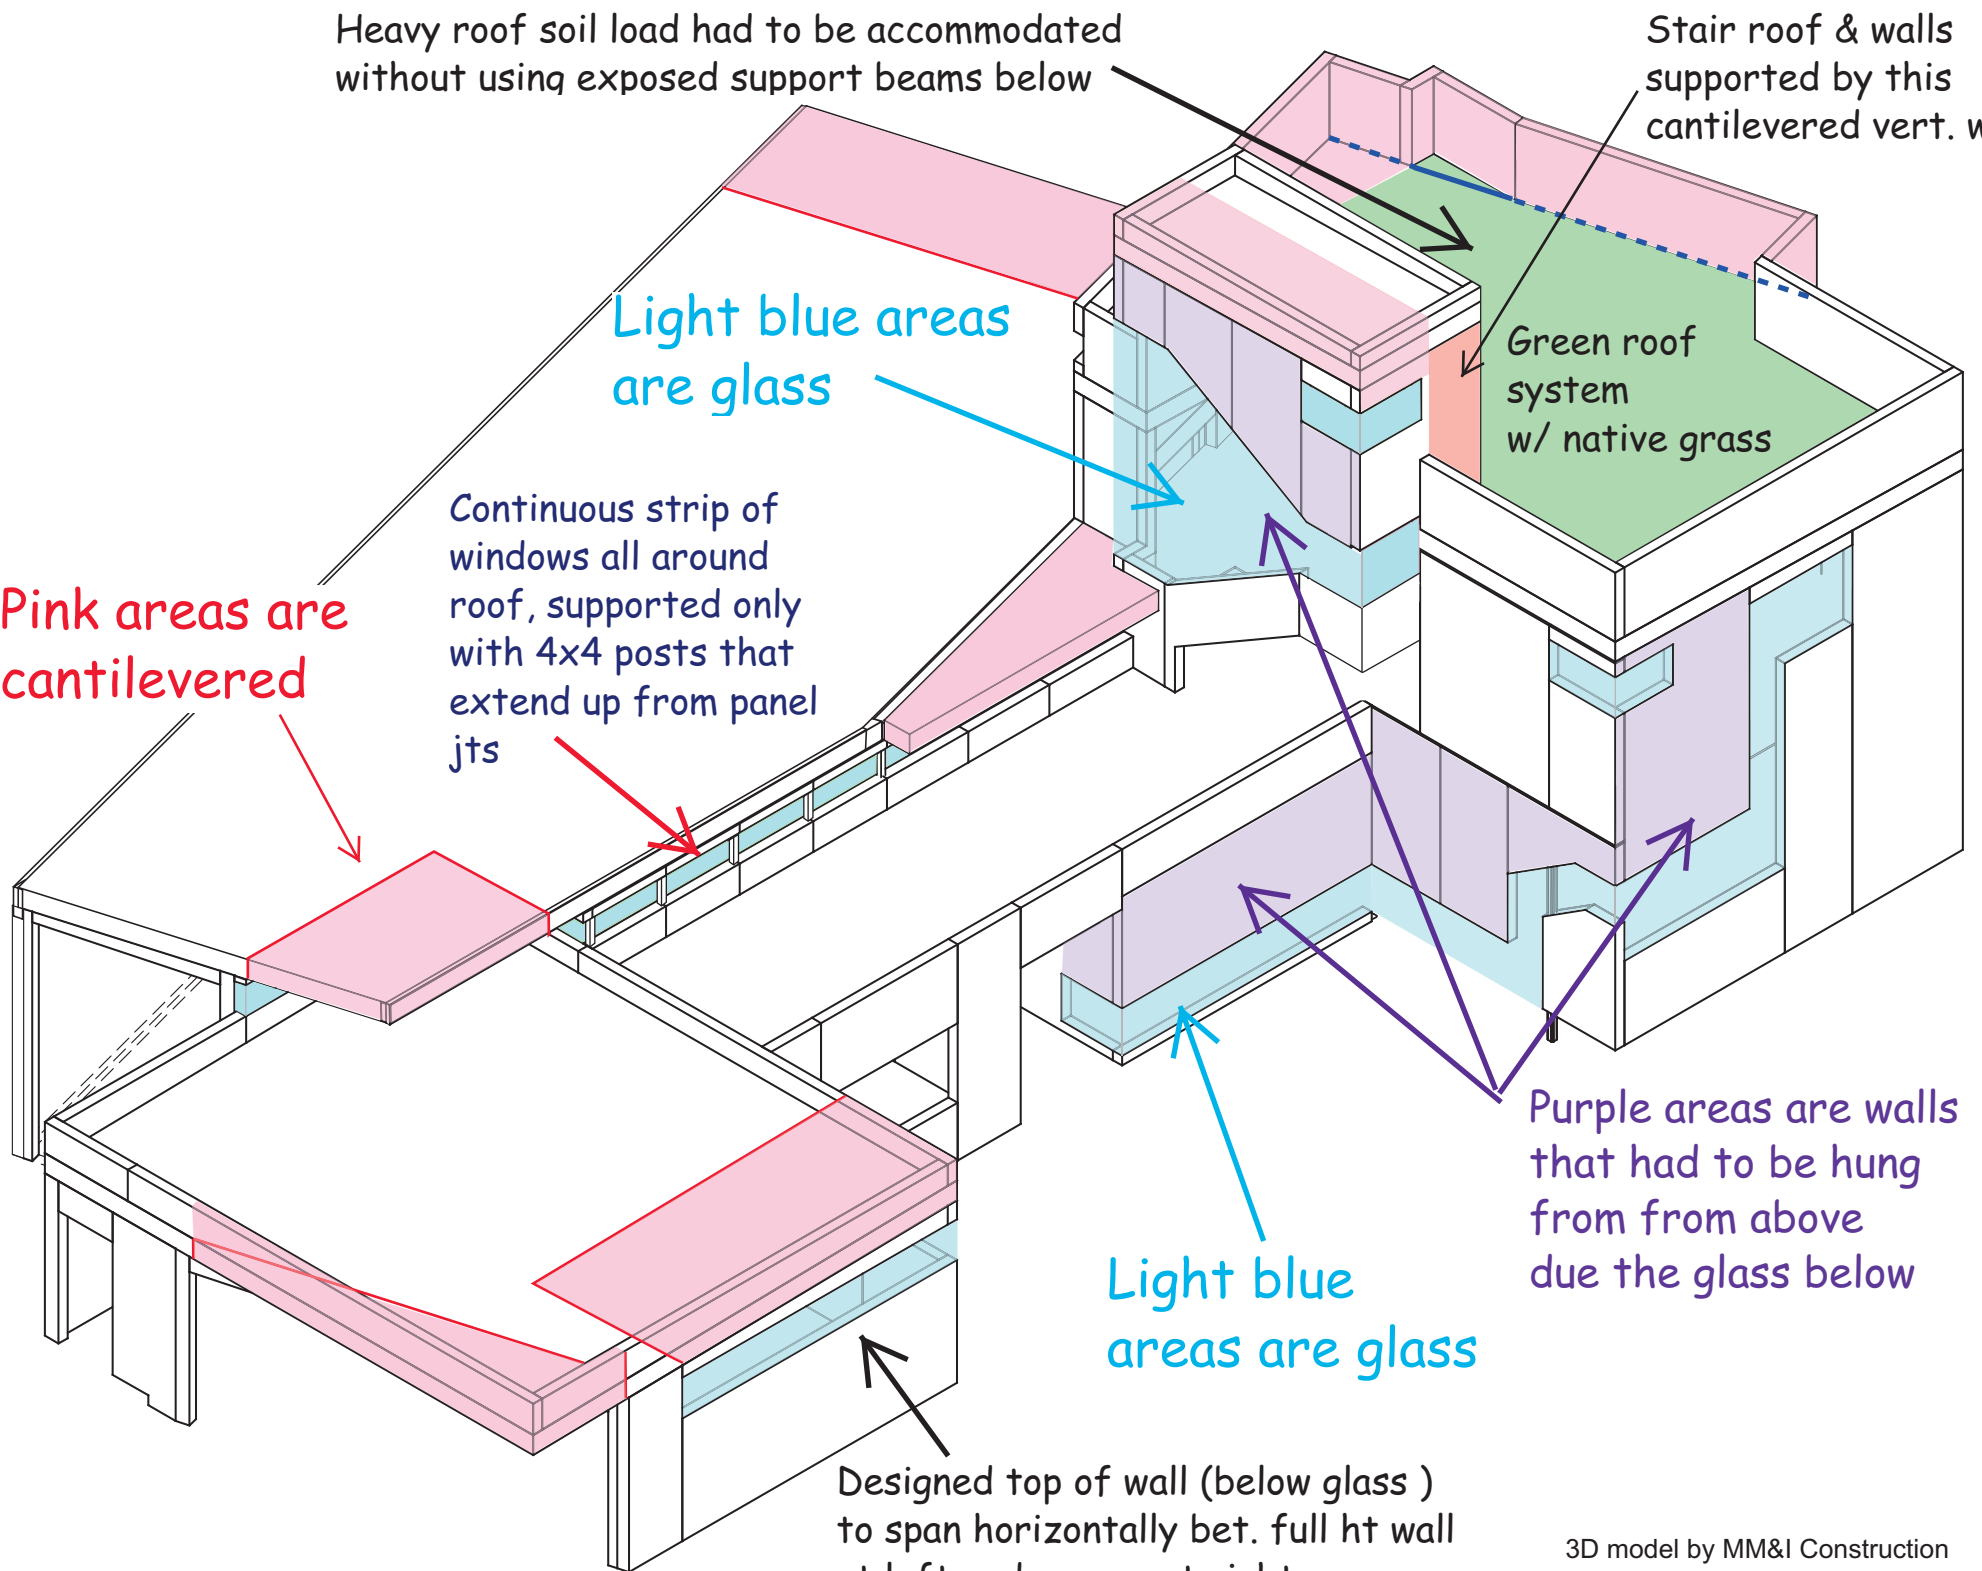 Heavy roof soil load had to be accommodated
without using exposed support beams below
Stair roof & walls
supported by this
cantilevered vert.
Light blue areas
are glass
Green roof
system
w/ native grass
Continuous strip of
windows all around
roof, supported only
with 4x4 posts that
extend up from panel
jts
Pink areas are
cantilevered
Purple areas are walls
that had to be hung
from from above
due the glass below
Light blue
areas are glass
Designed top of wall (below glass )
to span horizontally bet. full ht wall
3D model by MM&I Construction